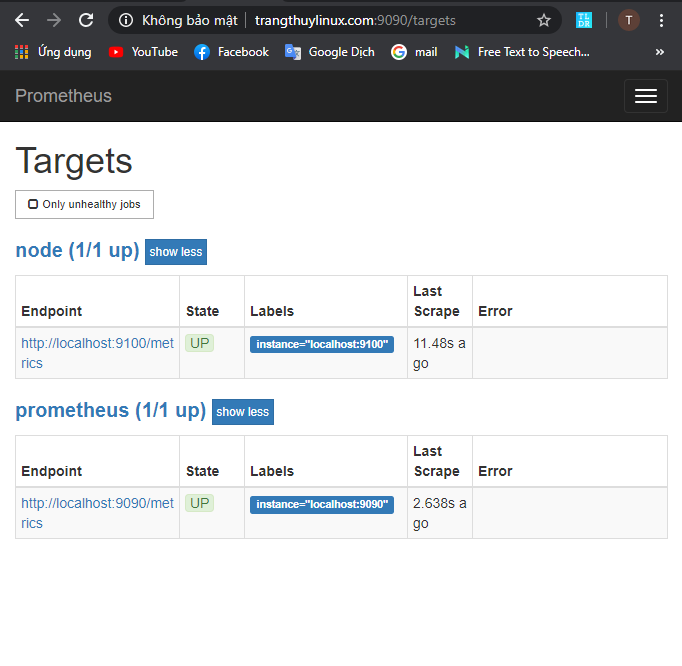 Không bảo mật | trangthuylinux.com:9090/targets
TL
DR
T
Ứng dụng
YouTube
Facebook
Google Dịch
mail
Free Text to Speech...
»
Prometheus
Targets
Only unhealthy jobs
node (1/1 up) show less
Last
Endpoint State Labels Scrape Error
http://localhost:9100/met UP instance="localhost:9100" 11.48s a
rics go
prometheus (1/1 up) show less
Last
Endpoint State Labels Scrape Error
http://localhost:9090/met UP instance="localhost:9090" 2.638s a
rics go